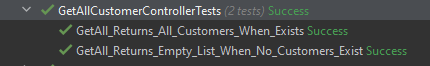 GetAllCustomerControllerTests (2 tests) Success
GetAll_Returns_All_Customers_When_Exists Success
GetAll_Returns_Empty_List_When_No_Customers_Exist Success